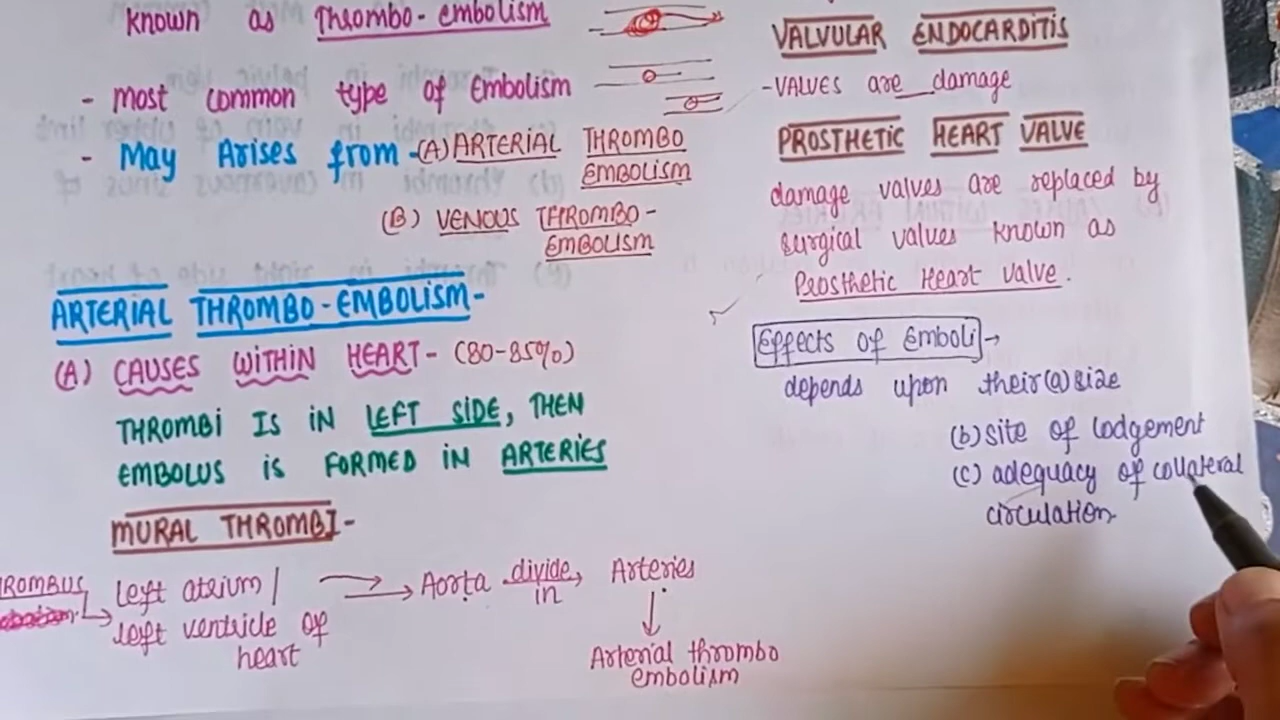 known as Thrombo-embolism
- Most common type of Embolism
- May Arises from -(A) ARTERIAL THROMBO
EMBOLISM
(B) VENOUS THROMBO-
EMBOLISM
ARTERIAL THROMBO-EMBOLISM-
(A) CAUSES WITHIN HEART- (80-85%)
THROMBI IS IN LEFT SIDE, THEN
EMBOLUS IS FORMED IN ARTERIES
MURAL THROMBI-
left atrium/
left ventricle of
heart
Aorta divide in Arteries
Arterial thrombo
embolism
VALVULAR ENDOCARDITIS
-VALVES are damage
PROSTHETIC HEART VALVE
damage valves are replaced by
surgical valves known as
Prosthetic Heart valve.
Effects of Emboli
depends upon their (a) size
(b) site of lodgement
(c) adequacy of collateral
circulation